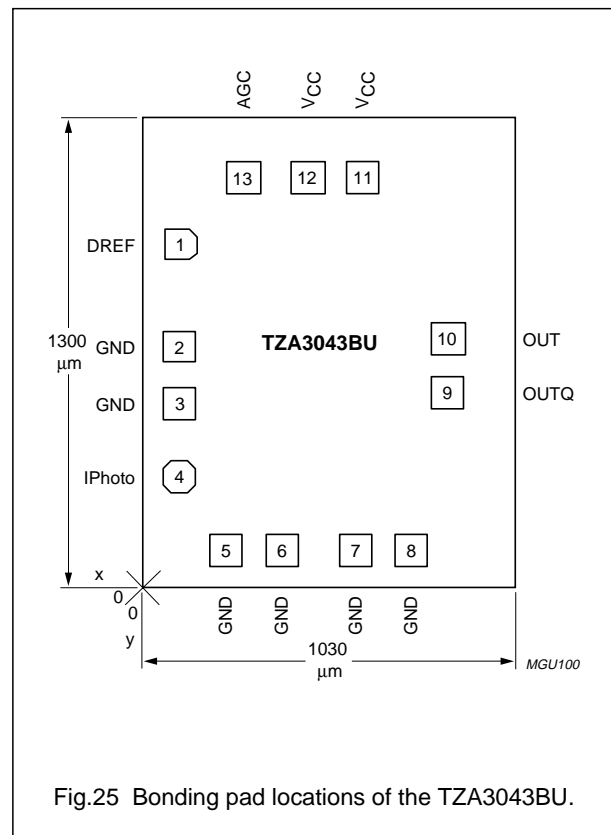 AGC
VCC
VCC
13
12
11
DREF
1
1300
μm
GND
2
TZA3043BU
10
OUT
GND
3
9
OUTQ
IPhoto
4
5
6
7
8
x
0
0
y
GND
GND
GND
GND
1030
μm
MGU100
Fig.25 Bonding pad locations of the TZA3043BU.